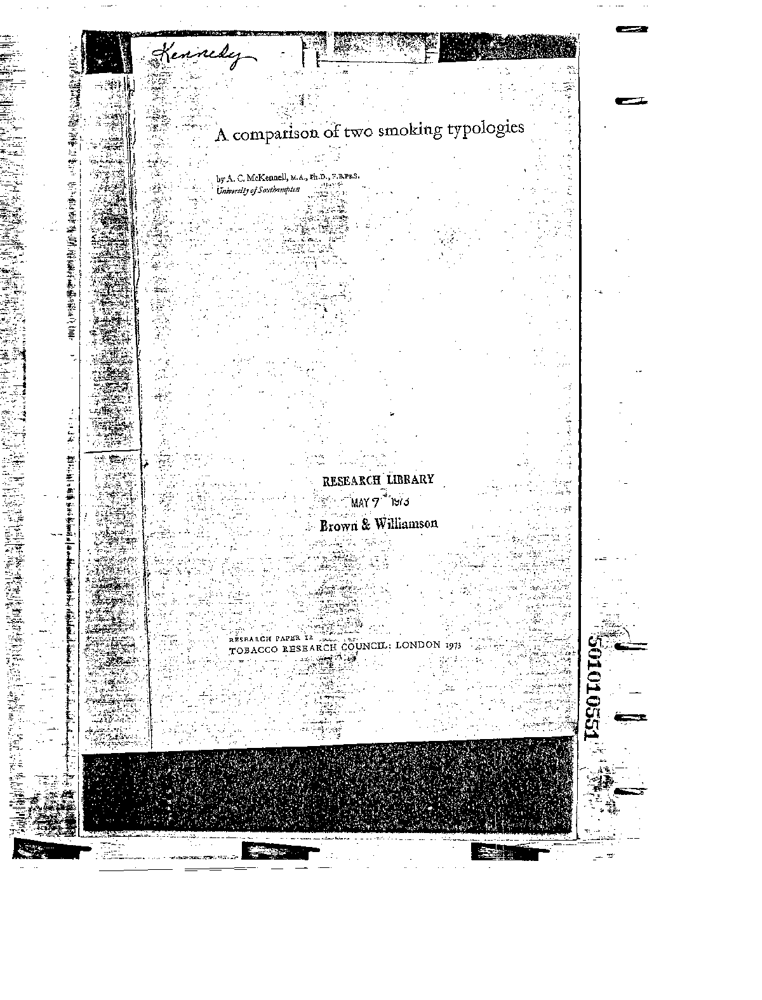 Kennedy
A comparison of two smoking typologies
by A. C. McKennell, M.A., Ph.D., F.B.Ps.S.
University of Southampton
RESEARCH LIBRARY
MAY 7 1973
Brown & Williamson
RESEARCH PAPER 12
TOBACCO RESEARCH COUNCIL: LONDON 1973
501010551